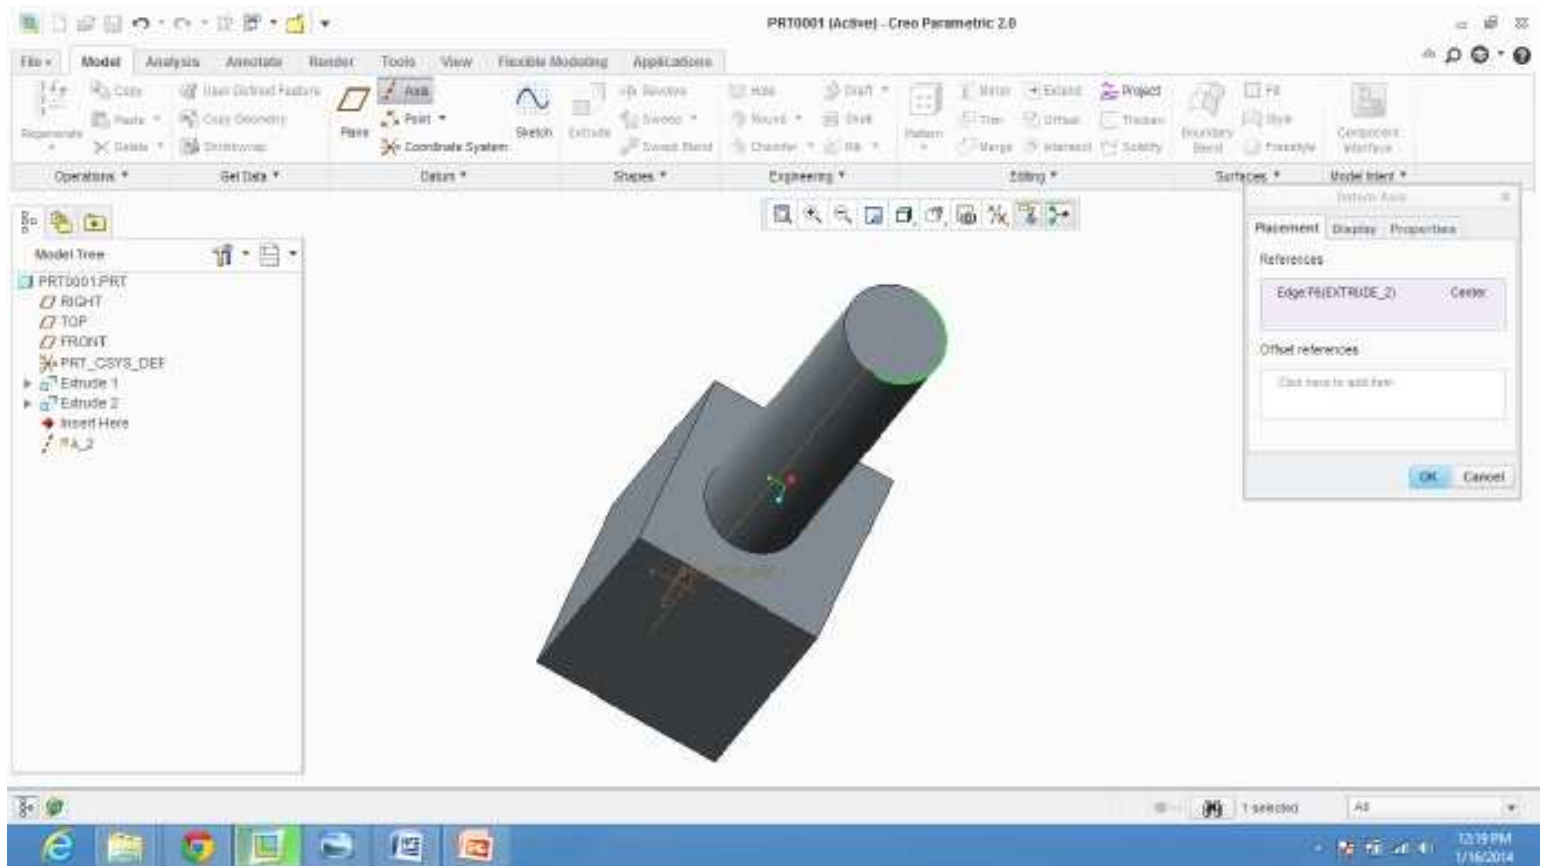 PRT0001 (Active) - Creo Parametric 2.0
File Model Analysis Annotate Render Tools View Flexible Modeling Applications
Copy User Defined Feature Axis Revolve Hole Draft Mirror Extend Project Fill
Regenerate Paste Copy Geometry Plane Point Sketch Extrude Sweep Round Shell Pattern Trim Offset Thicken Boundary Blend Style Component Interface
Delete Shrinkwrap Coordinate System Swept Blend Chamfer Rib Merge Intersect Solidify Freestyle
Operations Get Data Datum Shapes Engineering Editing Surfaces Model Intent
Datum Axis
Placement Display Properties
References
Edge:F6(EXTRUDE_2) Center
Offset references
Click here to add item
OK Cancel
Model Tree
PRT0001.PRT
RIGHT
TOP
FRONT
PRT_CSYS_DEF
Extrude 1
Extrude 2
Insert Here
A_2
1 selected All
12:19 PM
1/16/2014